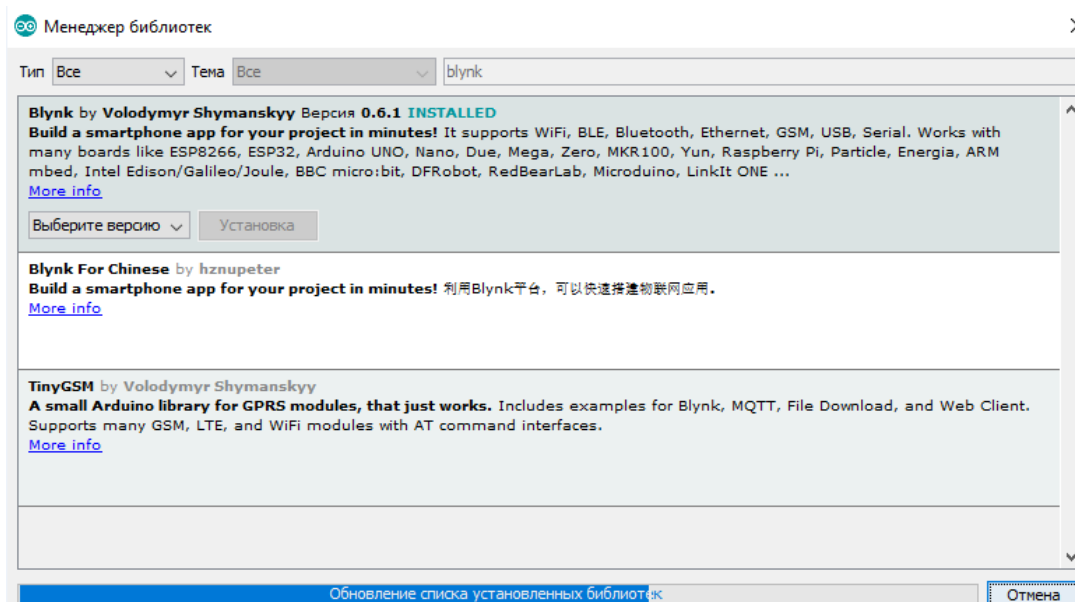 Менеджер библиотек
Тип Все Тема Все blynk
Blynk by Volodymyr Shymanskyy Версия 0.6.1 INSTALLED
Build a smartphone app for your project in minutes! It supports WiFi, BLE, Bluetooth, Ethernet, GSM, USB, Serial. Works with
many boards like ESP8266, ESP32, Arduino UNO, Nano, Due, Mega, Zero, MKR100, Yun, Raspberry Pi, Particle, Energia, ARM
mbed, Intel Edison/Galileo/Joule, BBC micro:bit, DFRobot, RedBearLab, Microduino, LinkIt ONE ...
More info
Выберите версию Установка
Blynk For Chinese by hznupeter
Build a smartphone app for your project in minutes! 利用Blynk平台，可以快速搭建物联网应用。
More info
TinyGSM by Volodymyr Shymanskyy
A small Arduino library for GPRS modules, that just works. Includes examples for Blynk, MQTT, File Download, and Web Client.
Supports many GSM, LTE, and WiFi modules with AT command interfaces.
More info
Обновление списка установленных библиотек Отмена